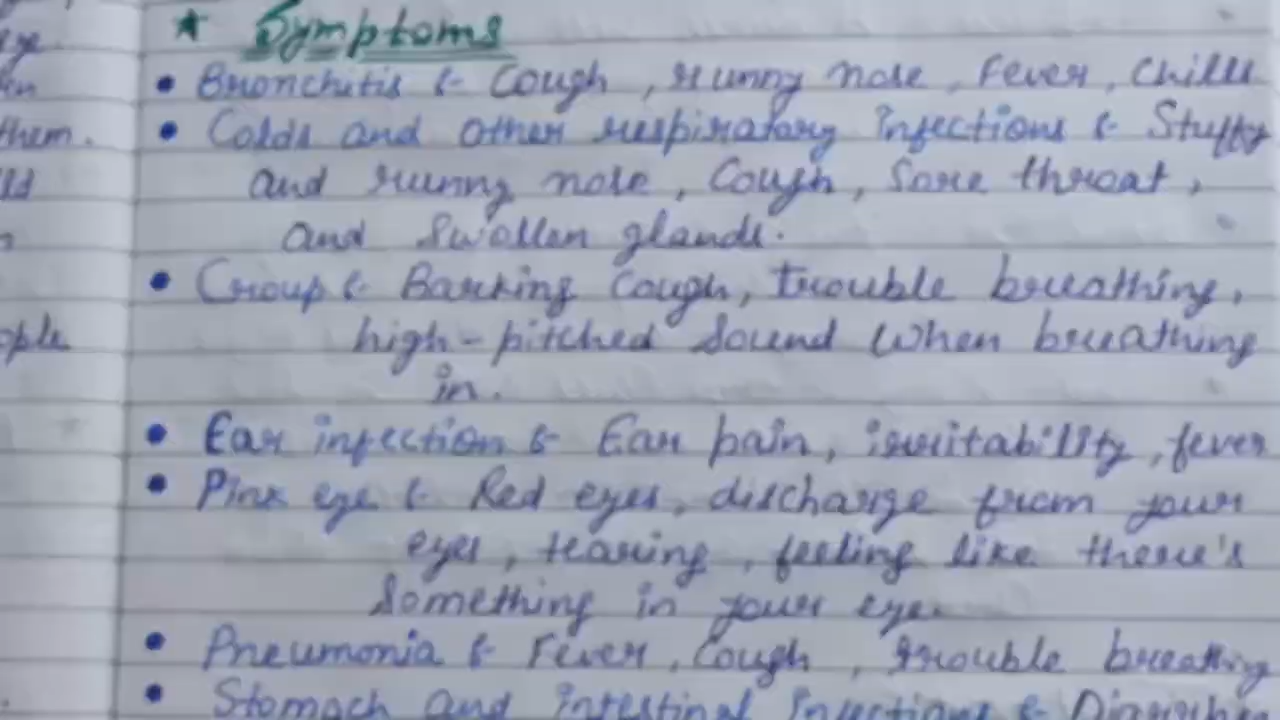 * Symptoms
• Bronchitis :- Cough, runny nose, Fever, Chills
them. • Colds and other respiratory infections :- Stuffy
and runny nose, Cough, Sore throat,
and Swollen glands.
• Croup :- Barking Cough, trouble breathing,
high-pitched Sound when breathing
in.
• Ear infection :- Ear pain, irritability, fever
• Pink eye :- Red eyes, discharge from your
eyes, tearing, feeling like there's
Something in your eye.
• Pneumonia :- Fever, Cough, trouble breathing
• Stomach and intestinal Infections :-